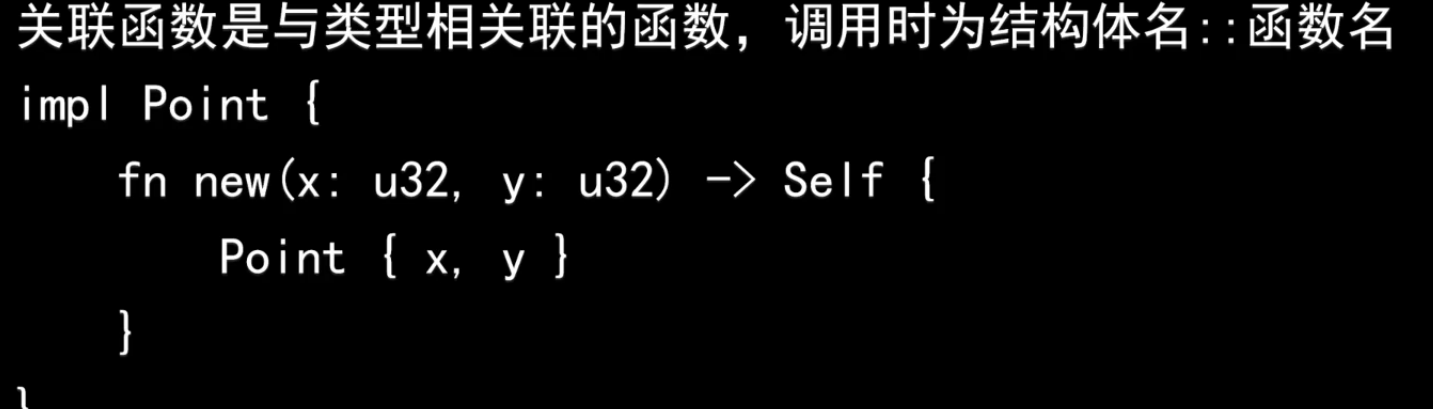 关联函数是与类型相关联的函数，调用时为结构体名::函数名
impl Point {
    fn new(x: u32, y: u32) -> Self {
        Point { x, y }
    }
}